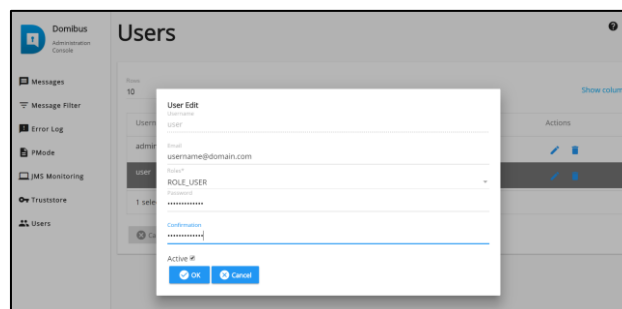 Domibus
Administration
Console
Users
Messages
Message Filter
Error Log
PMode
JMS Monitoring
Truststore
Users
Rows
10
Show colum
Usern
Actions
admin
user
1 sele
Ca
User Edit
Username
user
Email
username@domain.com
Roles*
ROLE_USER
Password
•••••••••••••
Confirmation
•••••••••••••
Active
OK
Cancel